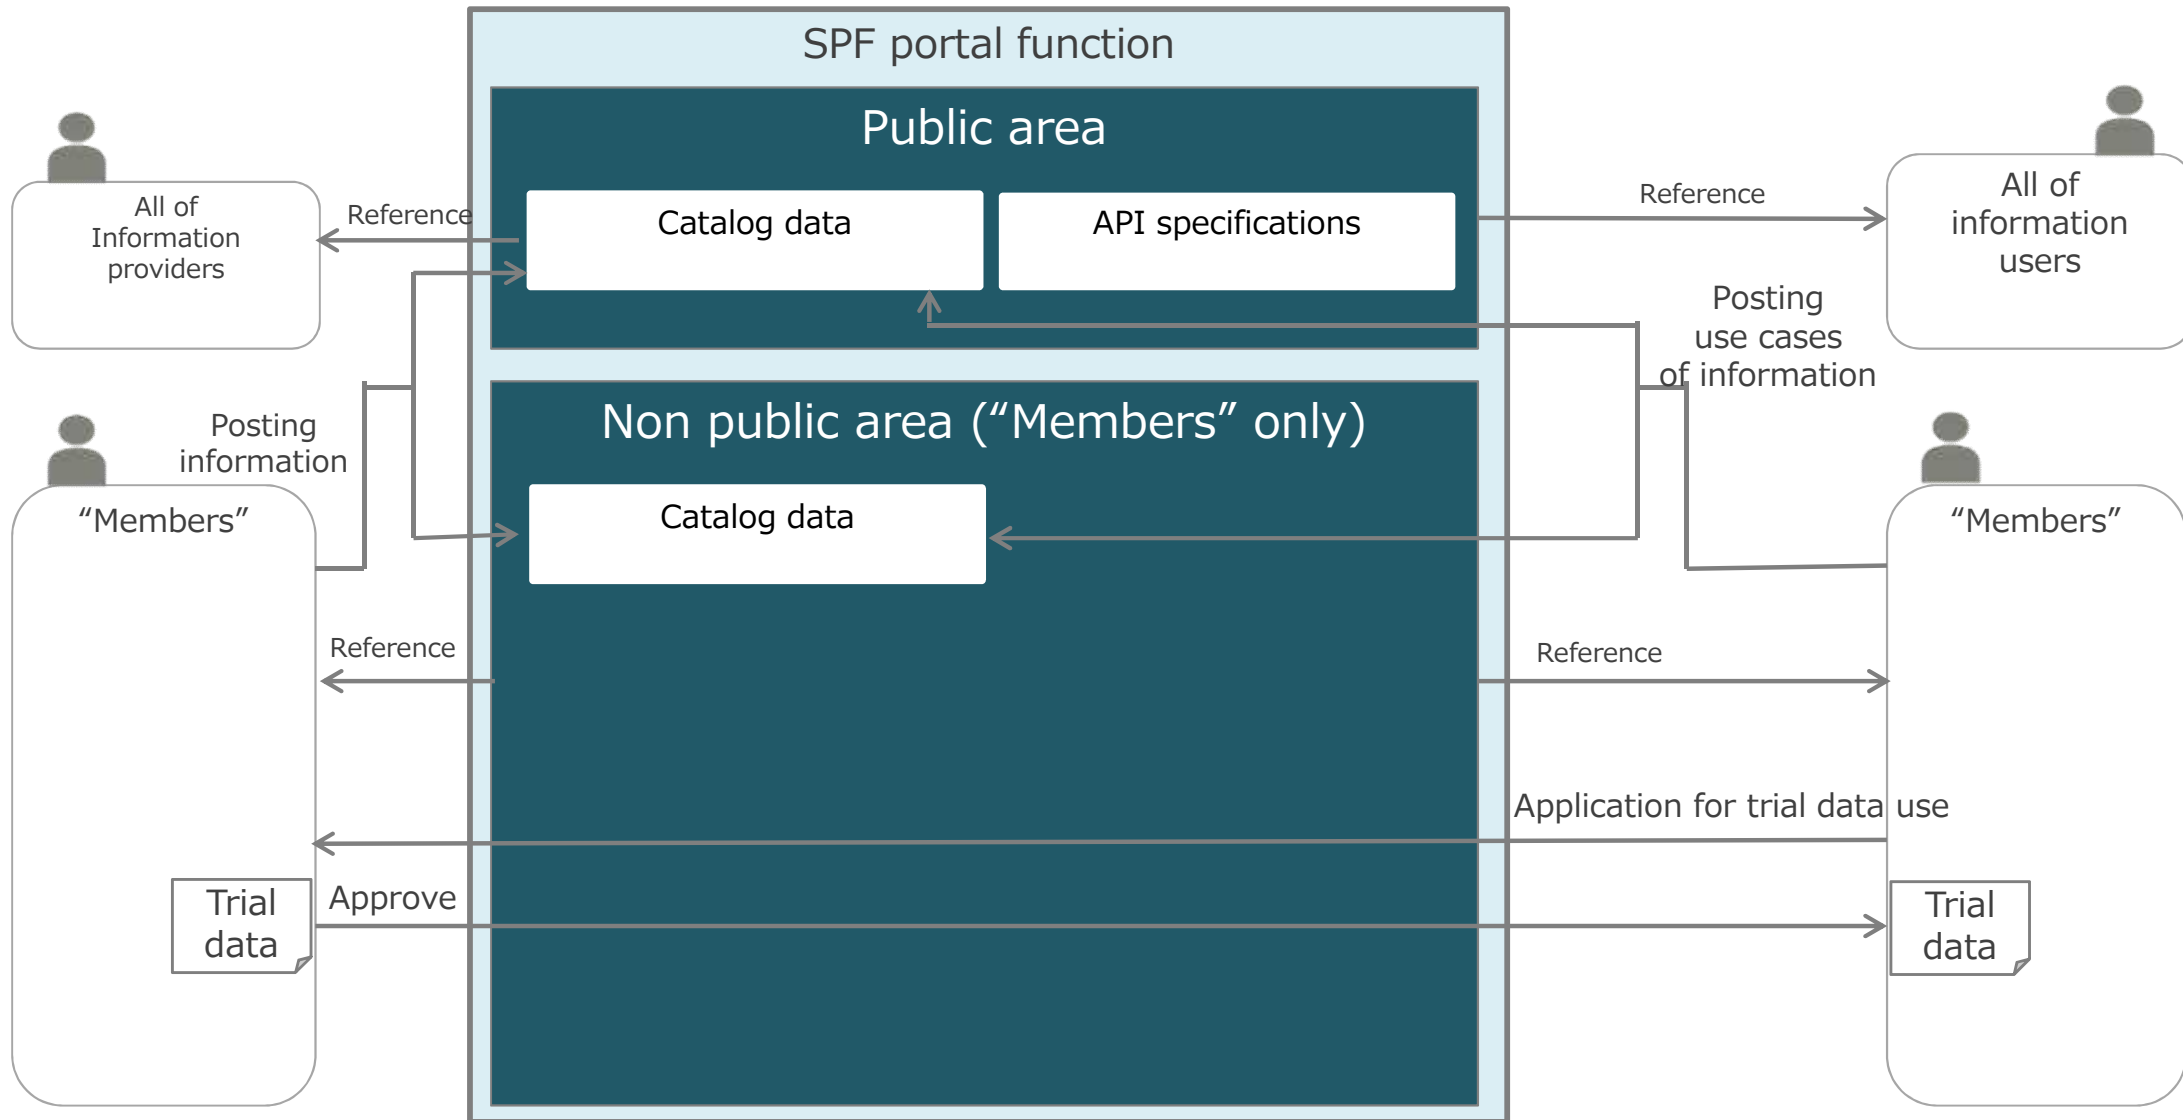 SPF portal function
Public area
All of
Information
providers
Reference
Catalog data
API specifications
Reference
All of
information
users
Posting
use cases
of information
Posting
information
Non public area (“Members” only)
“Members”
Catalog data
“Members”
Reference
Reference
Application for trial data use
Trial
data
Approve
Trial
data